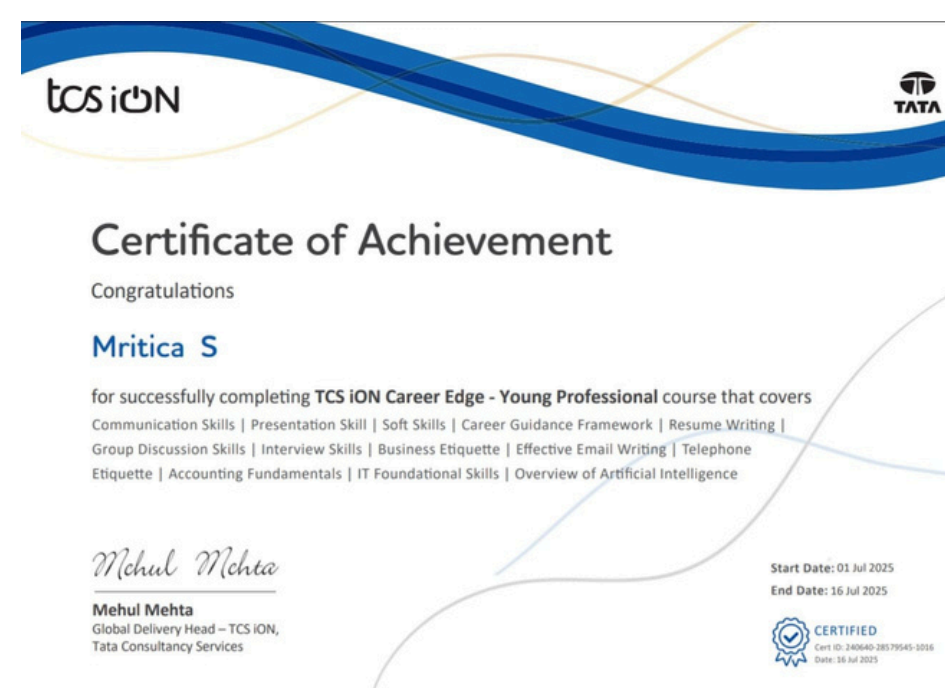 tcs iON
TATA
Certificate of Achievement
Congratulations
Mritica S
for successfully completing TCS iON Career Edge - Young Professional course that covers
Communication Skills | Presentation Skill | Soft Skills | Career Guidance Framework | Resume Writing |
Group Discussion Skills | Interview Skills | Business Etiquette | Effective Email Writing | Telephone
Etiquette | Accounting Fundamentals | IT Foundational Skills | Overview of Artificial Intelligence
Mehul Mehta
Mehul Mehta
Global Delivery Head – TCS iON,
Tata Consultancy Services
Start Date: 01 Jul 2025
End Date: 16 Jul 2025
CERTIFIED
Cert ID: 240640-28579545-1016
Date: 16 Jul 2025